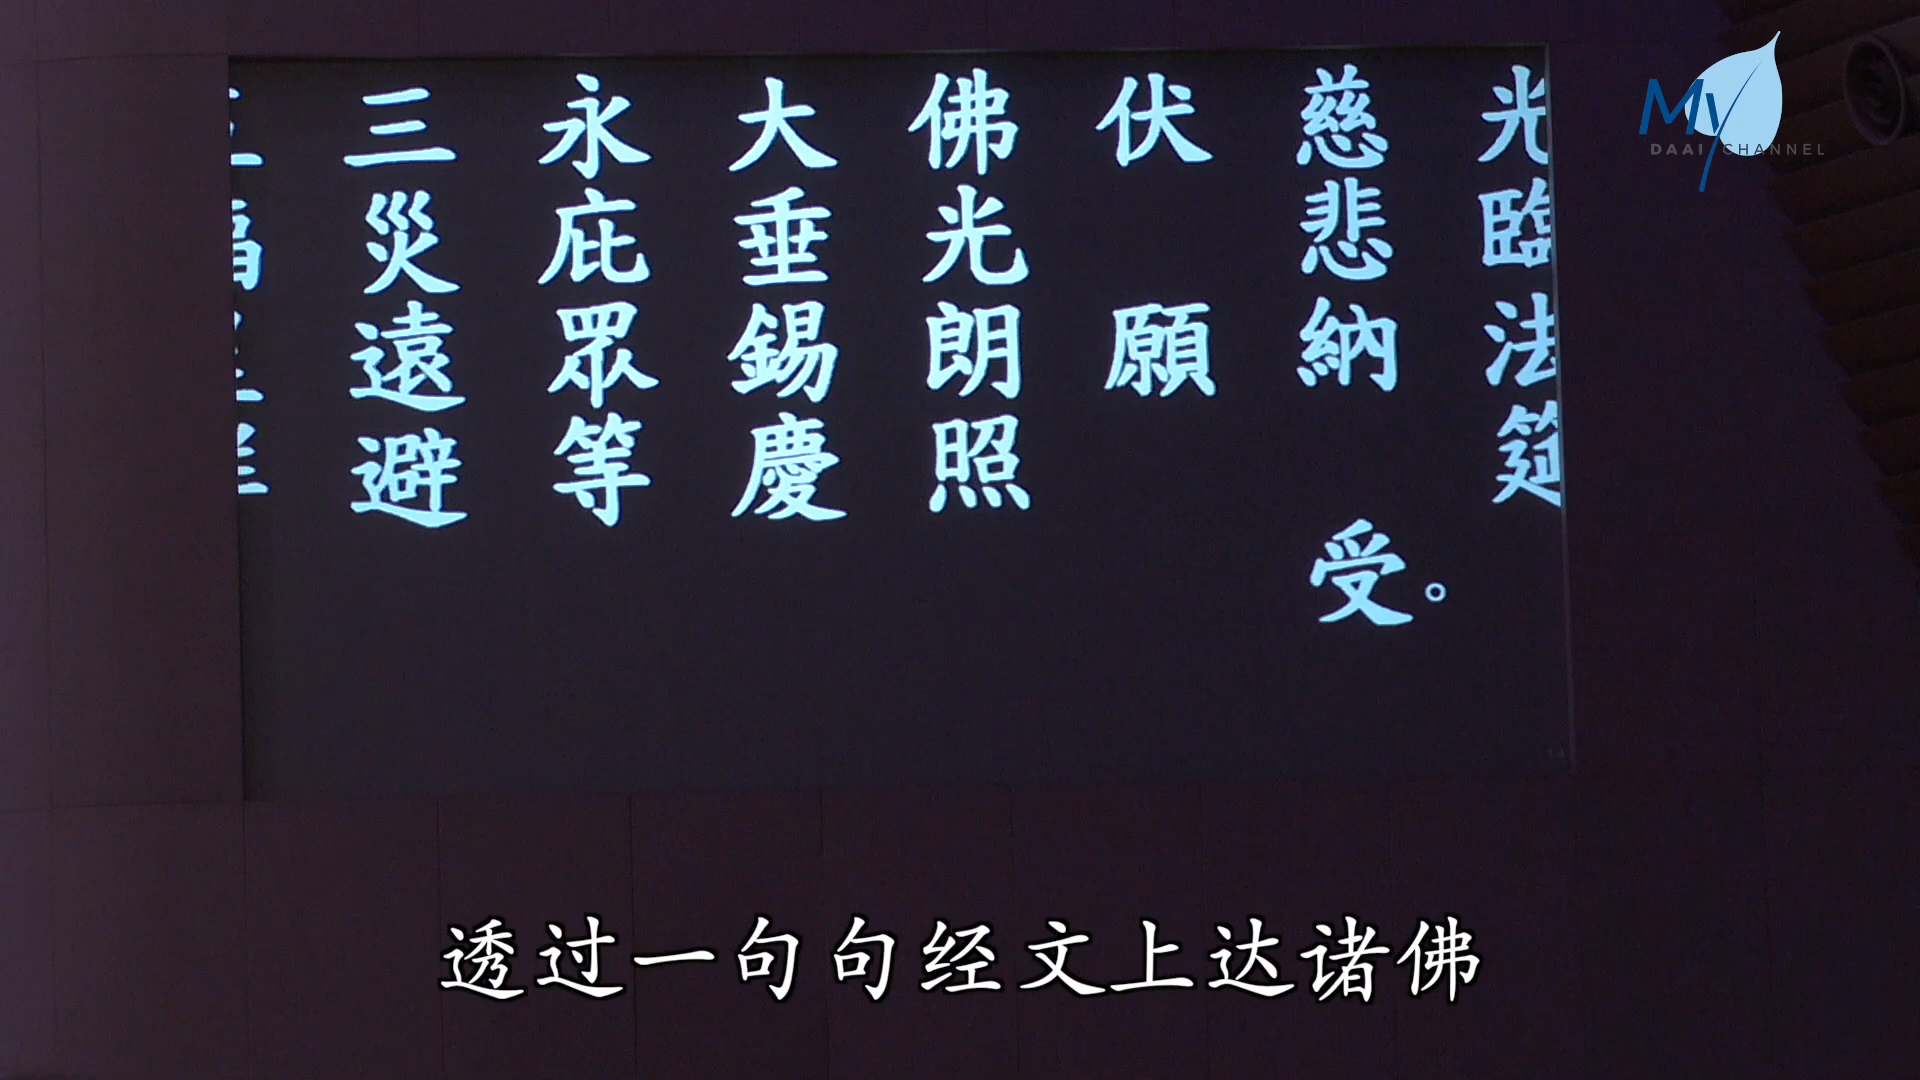 光臨法筵
慈悲納受。
伏願
佛光朗照
大垂錫慶
永庇眾等
三災遠避
My
DAAI CHANNEL
透过一句句经文上达诸佛